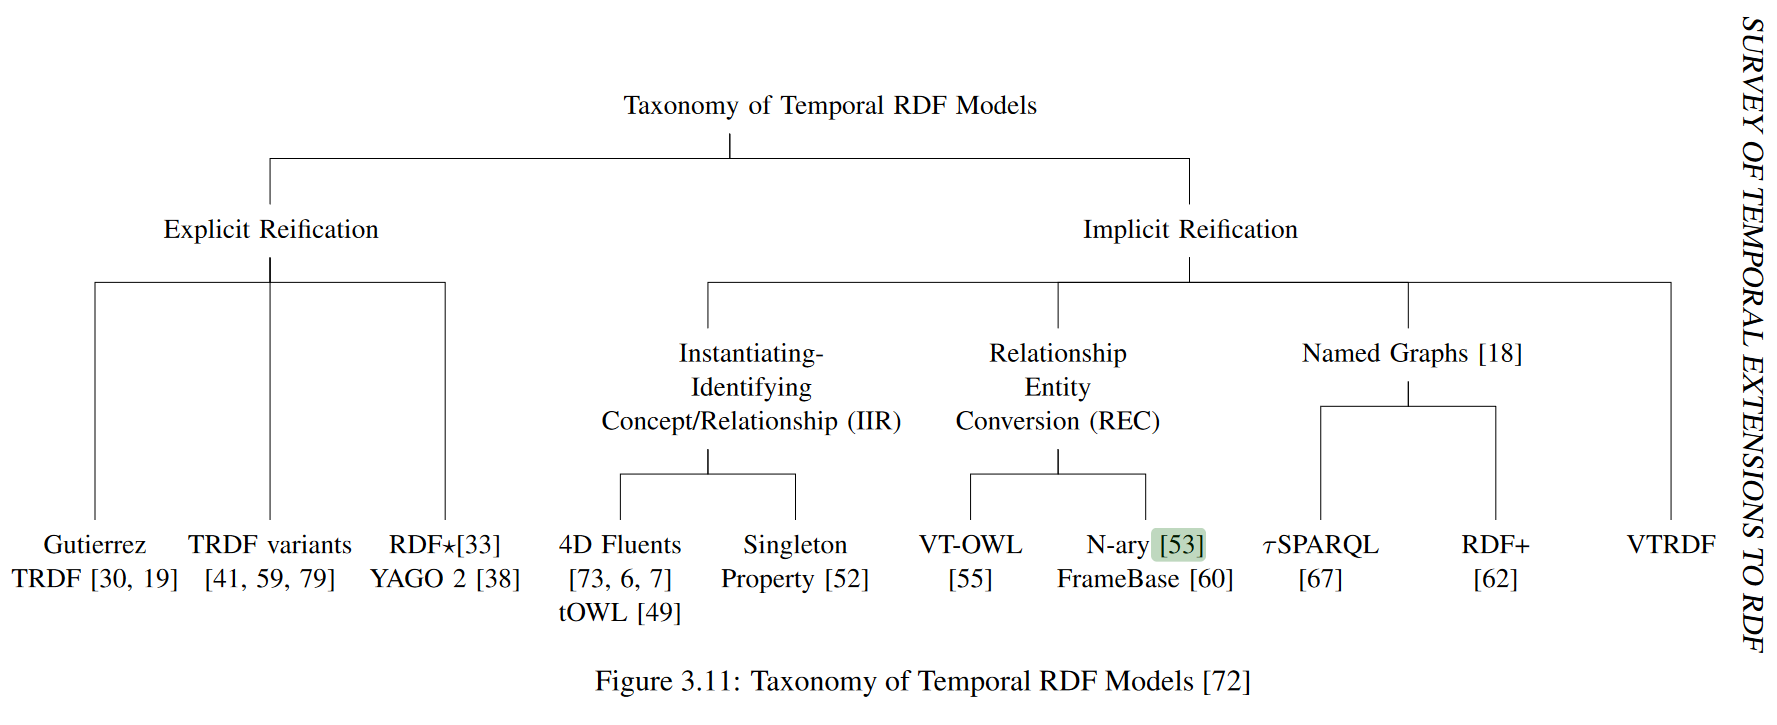 SURVEY OF TEMPORAL EXTENSIONS TO RDF
Taxonomy of Temporal RDF Models
Explicit Reification
Implicit Reification
Instantiating-
Identifying
Concept/Relationship (IIR)
Relationship
Entity
Conversion (REC)
Named Graphs [18]
Gutierrez
TRDF [30, 19]
TRDF variants
[41, 59, 79]
RDF⋆[33]
YAGO 2 [38]
4D Fluents
[73, 6, 7]
tOWL [49]
Singleton
Property [52]
VT-OWL
[55]
N-ary [53]
FrameBase [60]
τSPARQL
[67]
RDF+
[62]
VTRDF
Figure 3.11: Taxonomy of Temporal RDF Models [72]